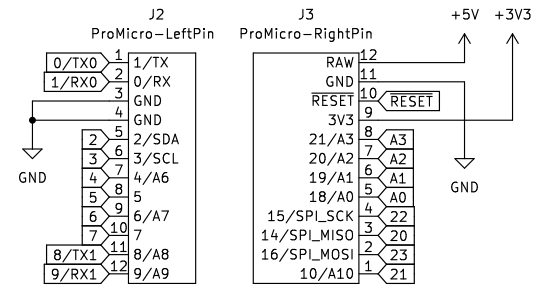 J2
ProMicro-LeftPin
0/TX0 1 1/TX
1/RX0 2 0/RX
3 GND
4 GND
2 5 2/SDA
3 6 3/SCL
4 7 4/A6
5 8 5
6 9 6/A7
7 10 7
8/TX1 11 8/A8
9/RX1 12 9/A9
GND
J3
ProMicro-RightPin
RAW 12
GND 11
RESET 10 RESET
3V3 9
21/A3 8 A3
20/A2 7 A2
19/A1 6 A1
18/A0 5 A0
15/SPI_SCK 4 22
14/SPI_MISO 3 20
16/SPI_MOSI 2 23
10/A10 1 21
+5V
+3V3
GND